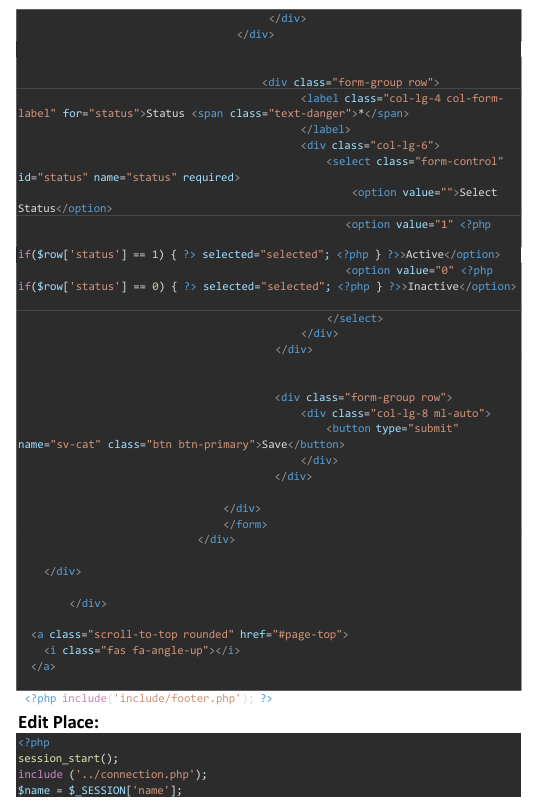 </div>
</div>
<div class="form-group row">
<label class="col-lg-4 col-form-
label" for="status">Status <span class="text-danger">*</span>
</label>
<div class="col-lg-6">
<select class="form-control"
id="status" name="status" required>
<option value="">Select
Status</option>
<option value="1" <?php
if($row['status'] == 1) { ?> selected="selected"; <?php } ?>>Active</option>
<option value="0" <?php
if($row['status'] == 0) { ?> selected="selected"; <?php } ?>>Inactive</option>
</select>
</div>
</div>
<div class="form-group row">
<div class="col-lg-8 ml-auto">
<button type="submit"
name="sv-cat" class="btn btn-primary">Save</button>
</div>
</div>
</div>
</form>
</div>
</div>
</div>
<a class="scroll-to-top rounded" href="#page-top">
<i class="fas fa-angle-up"></i>
</a>
<?php include('include/footer.php'); ?>
Edit Place:
<?php
session_start();
include ('../connection.php');
$name = $_SESSION['name'];